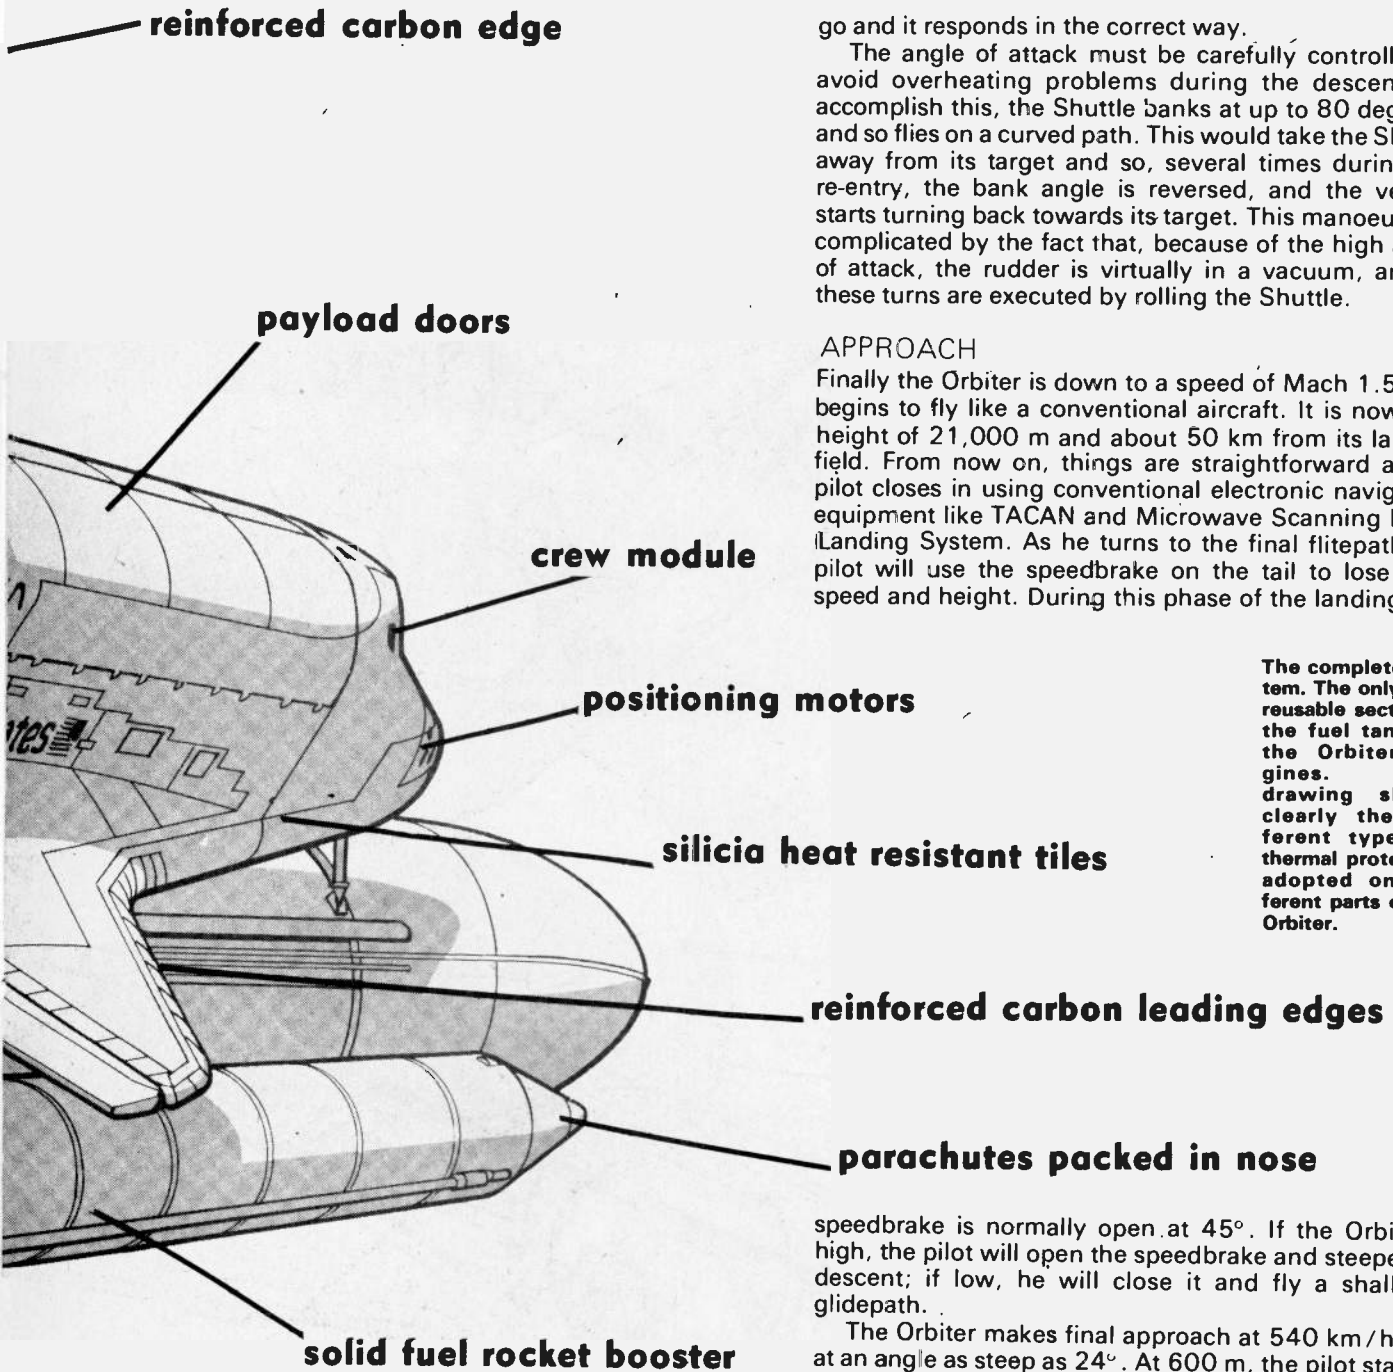 reinforced carbon edge
payload doors
crew module
positioning motors
silicia heat resistant tiles
reinforced carbon leading edges
parachutes packed in nose
solid fuel rocket booster
tes
go and it responds in the correct way.
The angle of attack must be carefully controll
avoid overheating problems during the descen
accomplish this, the Shuttle banks at up to 80 deg
and so flies on a curved path. This would take the Sh
away from its target and so, several times durin
re-entry, the bank angle is reversed, and the ve
starts turning back towards its target. This manoeu
complicated by the fact that, because of the high
of attack, the rudder is virtually in a vacuum, an
these turns are executed by rolling the Shuttle.
APPROACH
Finally the Orbiter is down to a speed of Mach 1.5
begins to fly like a conventional aircraft. It is now
height of 21,000 m and about 50 km from its la
field. From now on, things are straightforward a
pilot closes in using conventional electronic navig
equipment like TACAN and Microwave Scanning
Landing System. As he turns to the final flitepath
pilot will use the speedbrake on the tail to lose
speed and height. During this phase of the landing
The complete
tem. The only
reusable sect
the fuel tan
the Orbiter
gines.
drawing s
clearly the
ferent type
thermal prote
adopted on
ferent parts
Orbiter.
speedbrake is normally open at 45°. If the Orbi
high, the pilot will open the speedbrake and steepe
descent; if low, he will close it and fly a shall
glidepath.
The Orbiter makes final approach at 540 km/h
at an angle as steep as 24°. At 600 m, the pilot sta